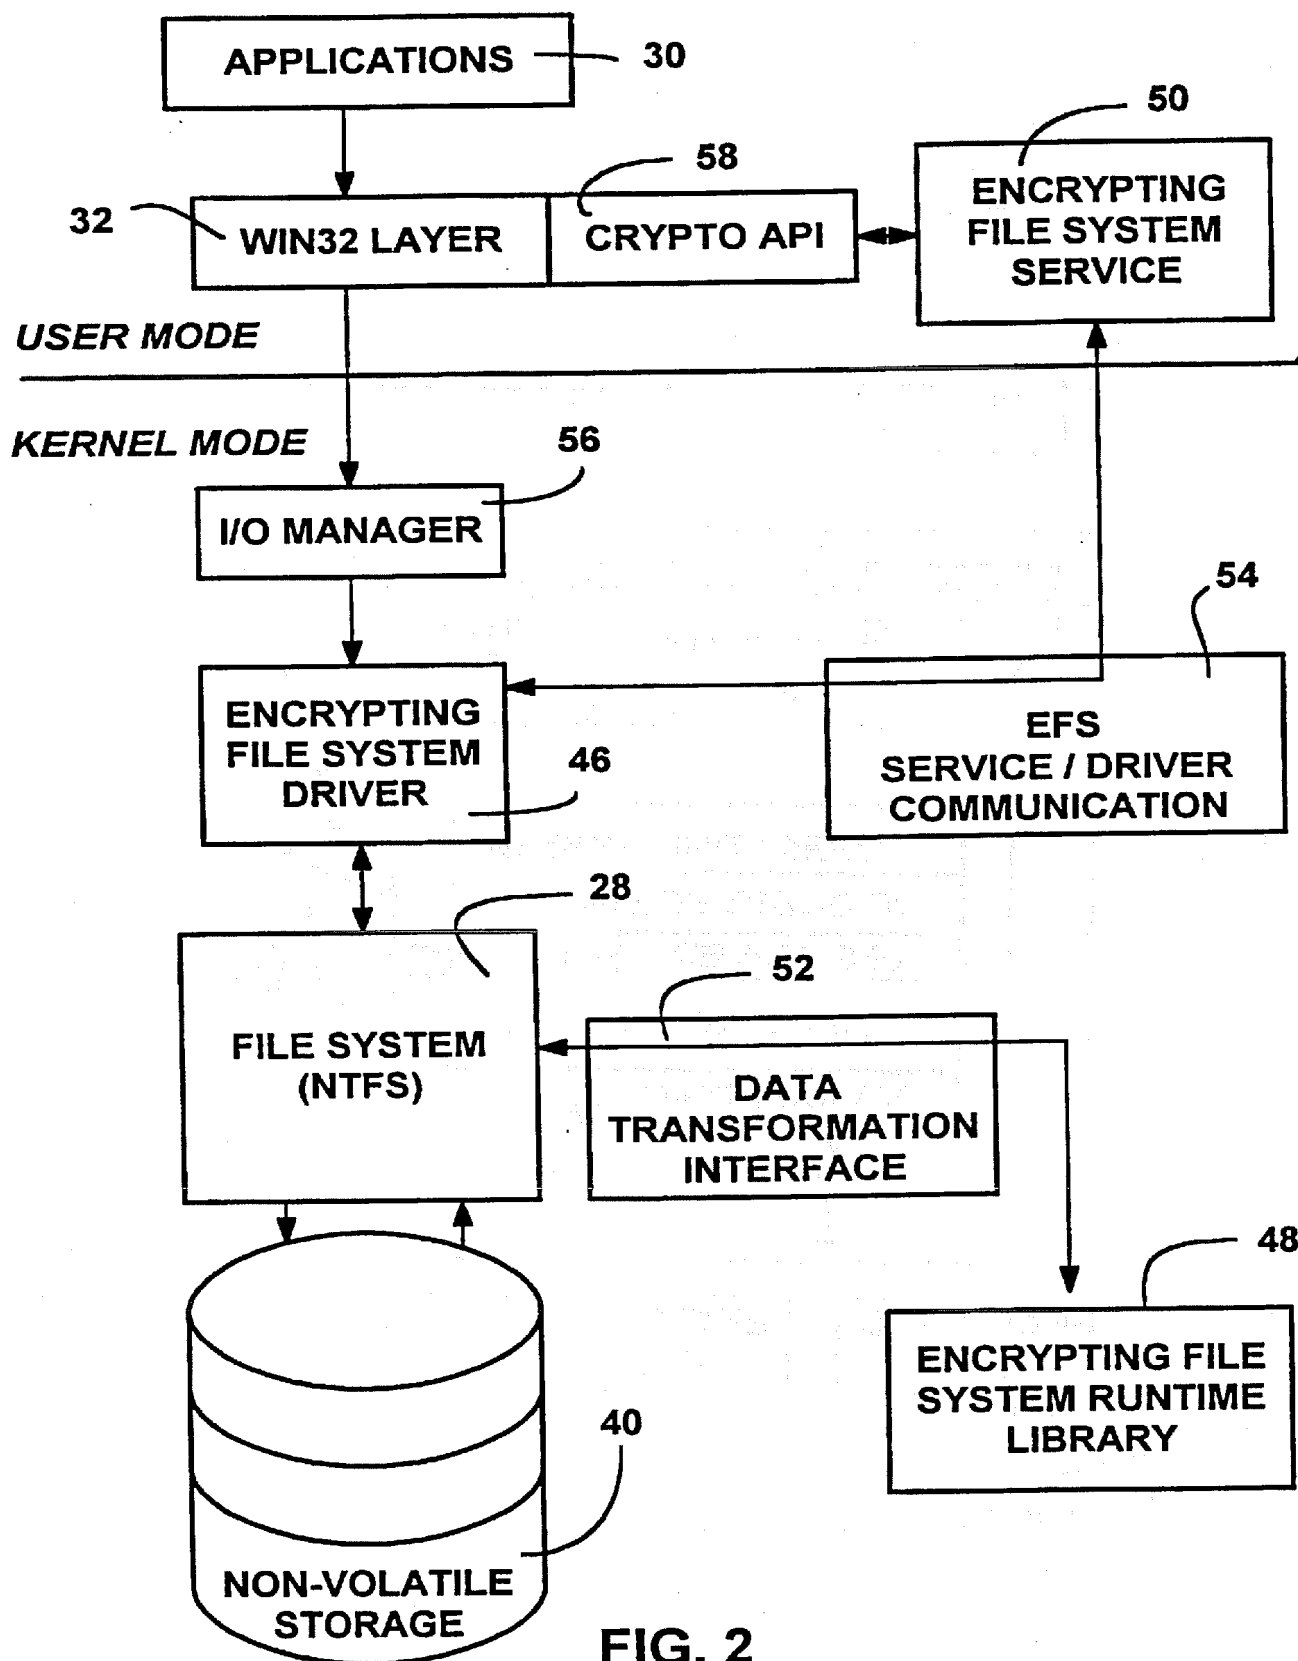 APPLICATIONS
30
50
58
32
WIN32 LAYER
CRYPTO API
ENCRYPTING
FILE SYSTEM
SERVICE
USER MODE
KERNEL MODE
56
I/O MANAGER
54
ENCRYPTING
FILE SYSTEM
DRIVER
46
EFS
SERVICE / DRIVER
COMMUNICATION
28
52
FILE SYSTEM
(NTFS)
DATA
TRANSFORMATION
INTERFACE
48
ENCRYPTING FILE
SYSTEM RUNTIME
LIBRARY
40
NON-VOLATILE
STORAGE
FIG. 2